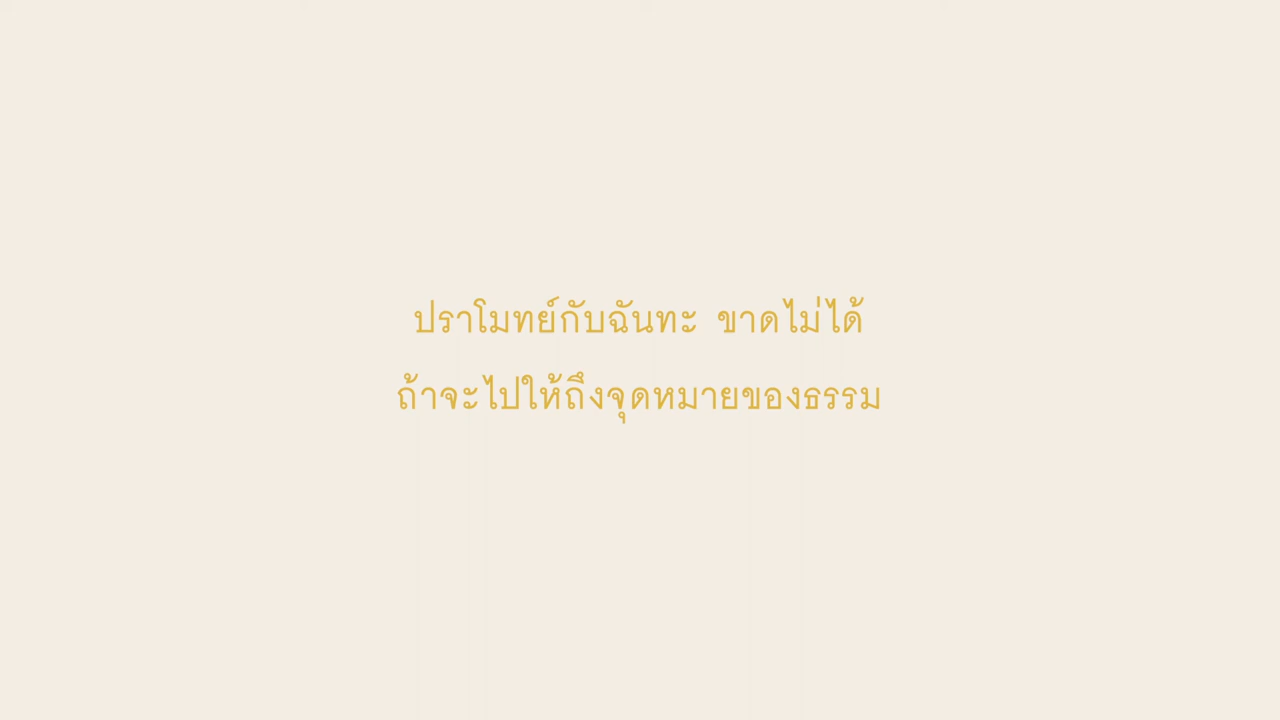 ปราโมทย์กับฉันทะ ขาดไม่ได้
ถ้าจะไปให้ถึงจุดหมายของธรรม